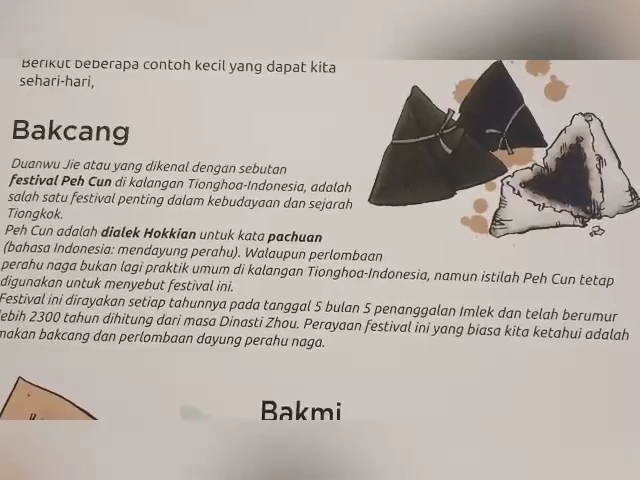 Berikut beberapa contoh kecil yang dapat kita
sehari-hari,
Bakcang
Duanwu Jie atau yang dikenal dengan sebutan
festival Peh Cun di kalangan Tionghoa-Indonesia, adalah
salah satu festival penting dalam kebudayaan dan sejarah
Tiongkok.
Peh Cun adalah dialek Hokkian untuk kata pachuan
(bahasa Indonesia: mendayung perahu). Walaupun perlombaan
perahu naga bukan lagi praktik umum di kalangan Tionghoa-Indonesia, namun istilah Peh Cun tetap
digunakan untuk menyebut festival ini.
Festival ini dirayakan setiap tahunnya pada tanggal 5 bulan 5 penanggalan Imlek dan telah berumur
lebih 2300 tahun dihitung dari masa Dinasti Zhou. Perayaan festival ini yang biasa kita ketahui adalah
makan bakcang dan perlombaan dayung perahu naga.
Bakmi